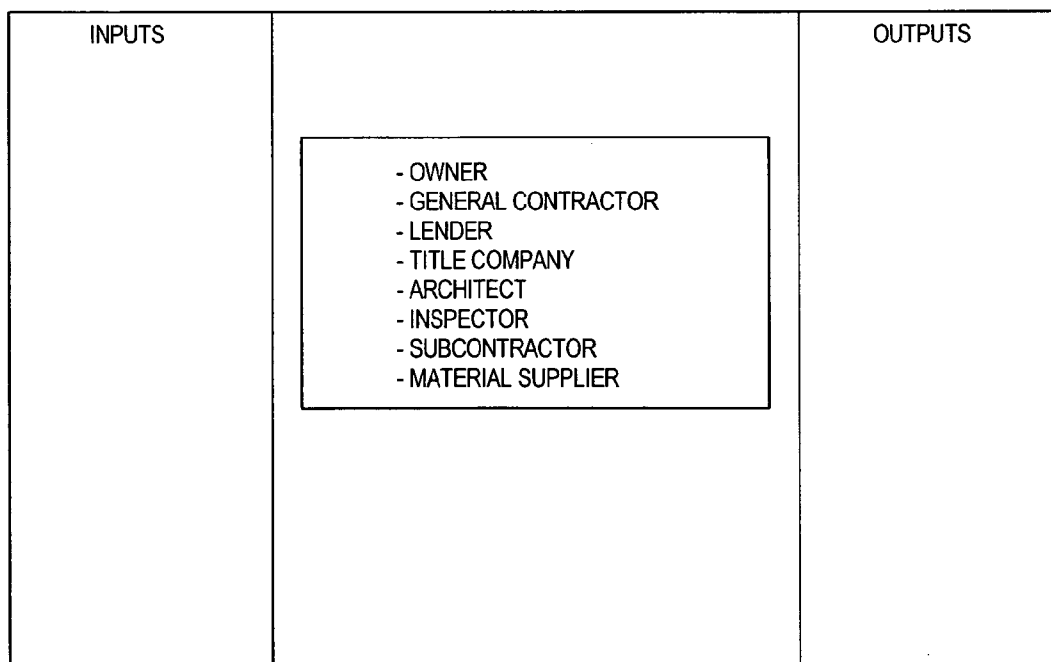 INPUTS
OUTPUTS
- OWNER
- GENERAL CONTRACTOR
- LENDER
- TITLE COMPANY
- ARCHITECT
- INSPECTOR
- SUBCONTRACTOR
- MATERIAL SUPPLIER